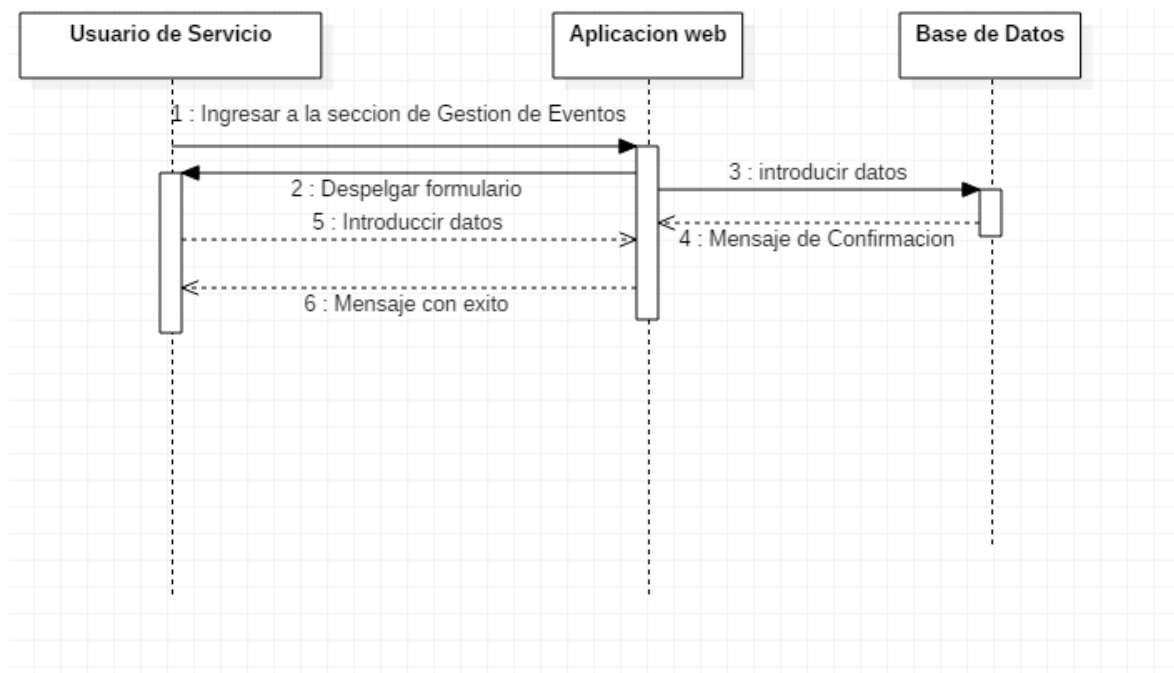 Usuario de Servicio
Aplicacion web
Base de Datos
1 : Ingresar a la seccion de Gestion de Eventos
3 : introducir datos
2 : Despelgar formulario
5 : Introduccir datos
4 : Mensaje de Confirmacion
6 : Mensaje con exito